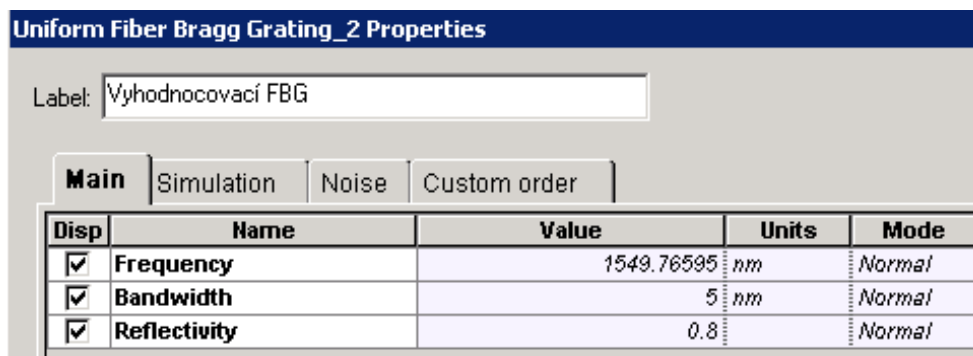 Uniform Fiber Bragg Grating_2 Properties
Label: Vyhodnocovací FBG
Main Simulation Noise Custom order
Disp Name Value Units Mode
Frequency 1549.76595 nm Normal
Bandwidth 5 nm Normal
Reflectivity 0.8 Normal